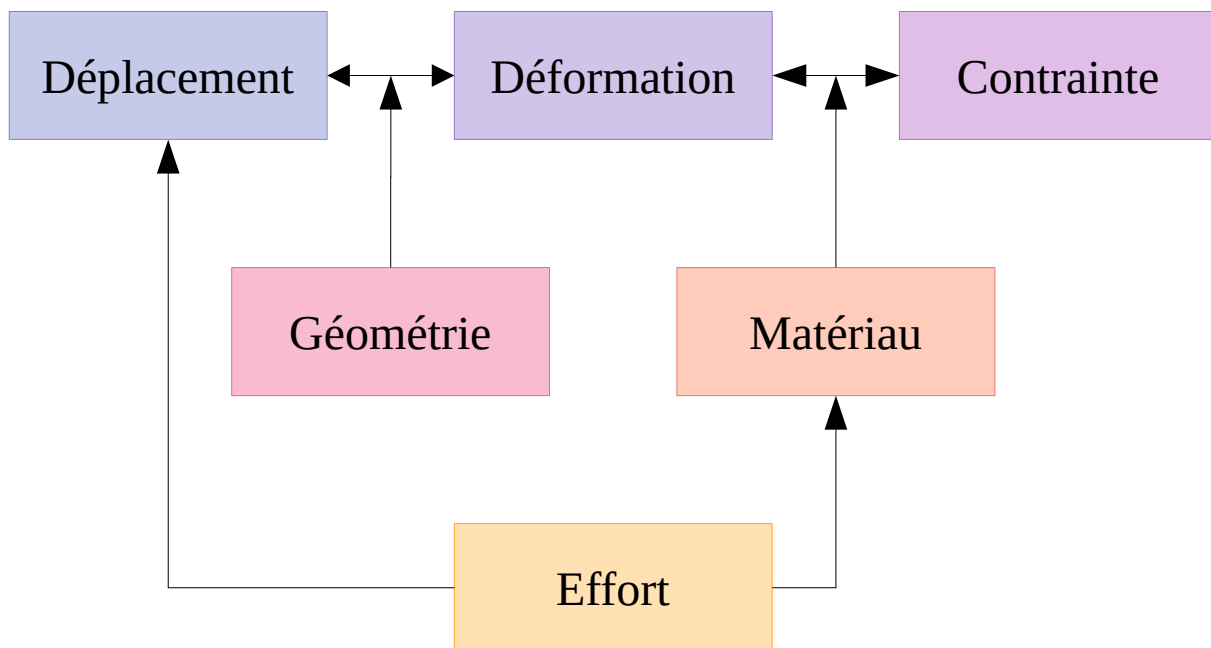 Déplacement
Déformation
Contrainte
Géométrie
Matériau
Effort